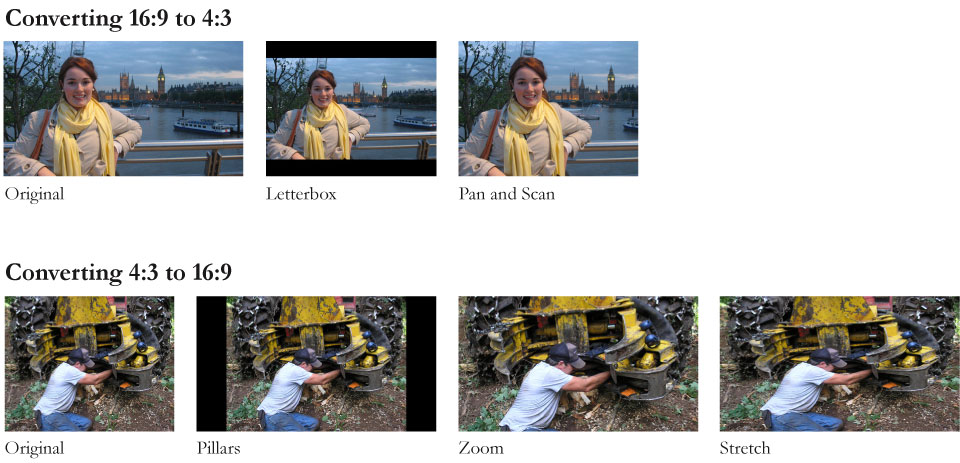 Converting 16:9 to 4:3
Original
Letterbox
Pan and Scan
Converting 4:3 to 16:9
Original
Pillars
Zoom
Stretch